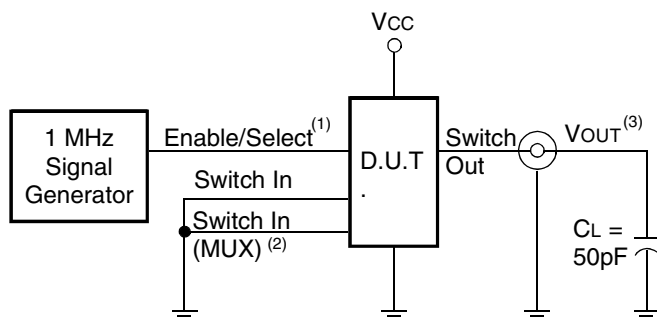 VCC
1 MHz
Signal
Generator
Enable/Select(1)
Switch In
Switch In
(MUX) (2)
D.U.T
.
Switch
Out
VOUT(3)
CL =
50pF